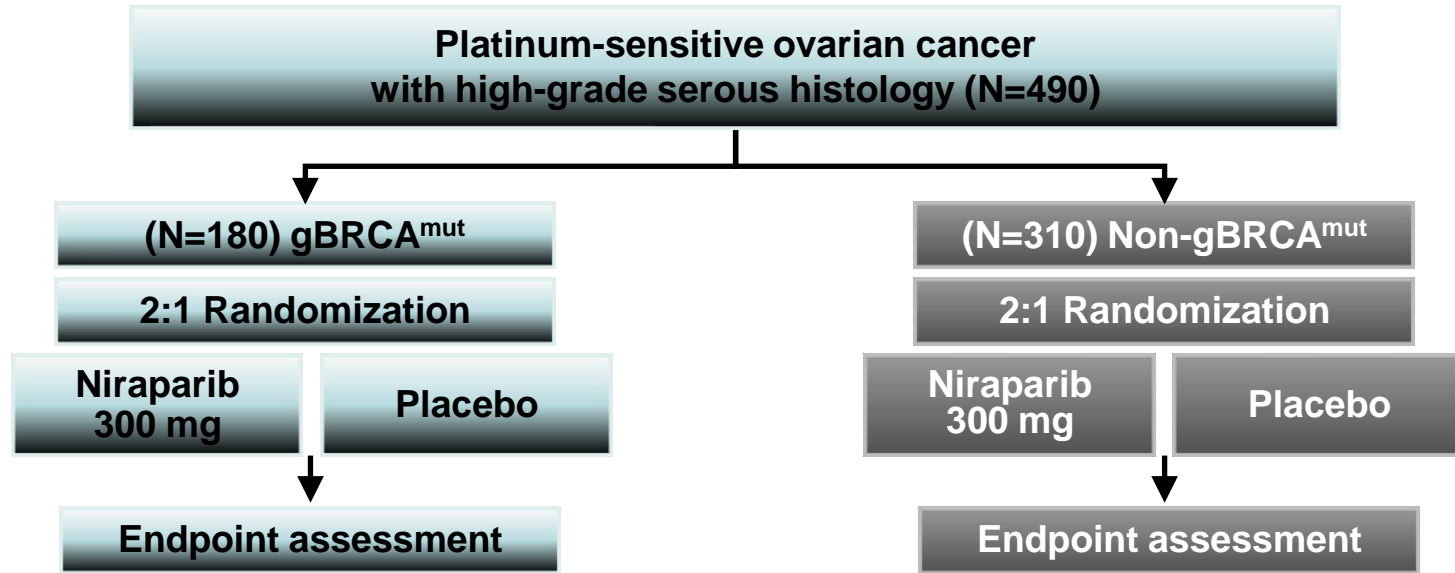 Platinum-sensitive ovarian cancer
with high-grade serous histology (N=490)
(N=180) gBRCAmut
2:1 Randomization
Niraparib
300 mg
Placebo
Endpoint assessment
(N=310) Non-gBRCAmut
2:1 Randomization
Niraparib
300 mg
Placebo
Endpoint assessment